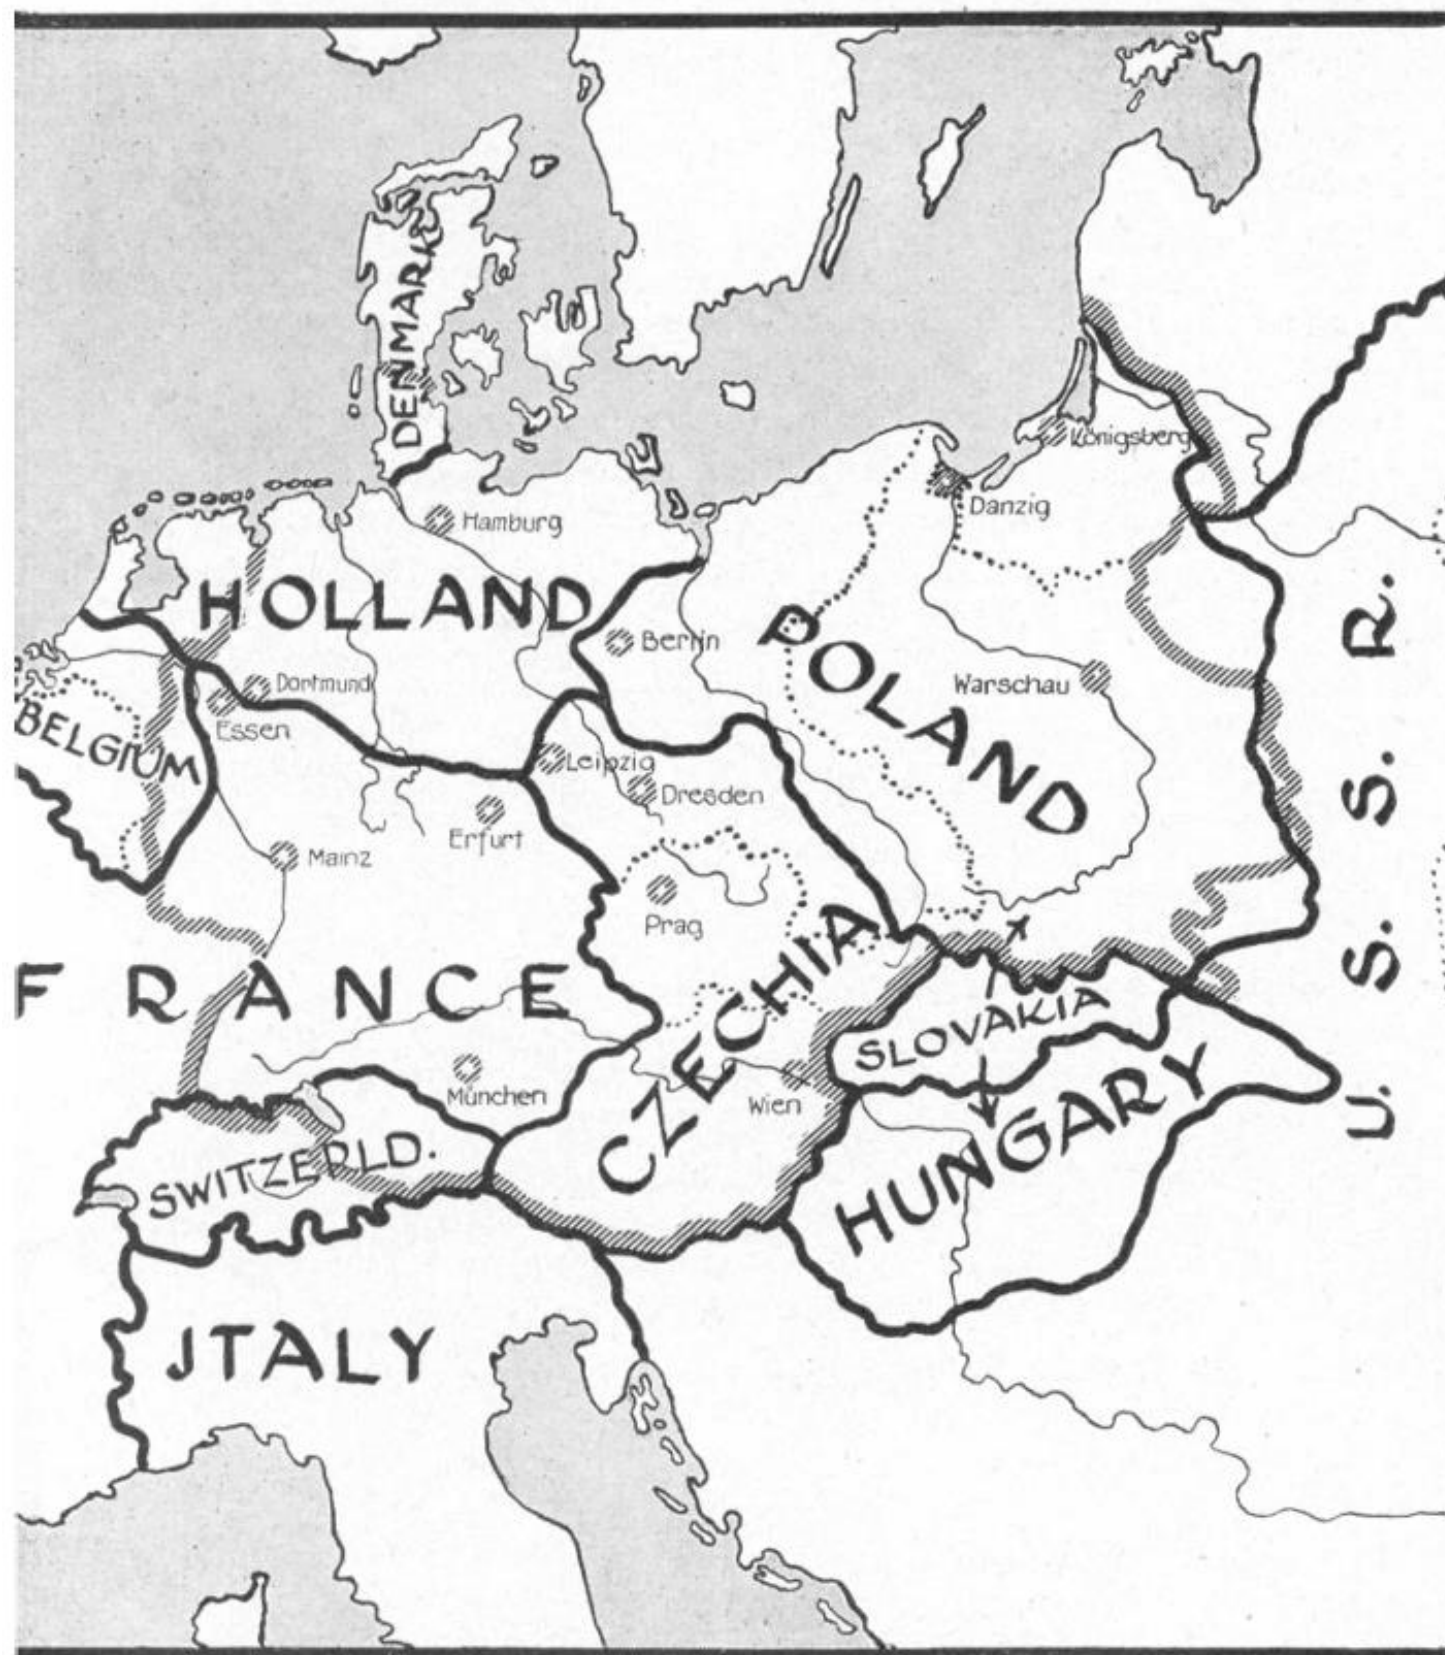 DENMARK
Königsberg
Danzig
Hamburg
HOLLAND
Berlin
POLAND
Warschau
Dortmund
Essen
BELGIUM
Leipzig
Dresden
Erfurt
Mainz
Prag
CZECHIA
FRANCE
SLOVAKIA
München
Wien
HUNGARY
SWITZERLD.
JTALY
U.S.S.R.